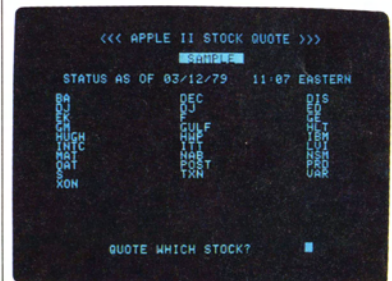 <<< APPLE II STOCK QUOTE >>>
SAMPLE
STATUS AS OF 03/12/79 11:07 EASTERN
BA DEC DIS
DJ DJ ED
EK F GE
GM GULF HLT
HUGH HWP IBM
INTC ITT LVI
MAT NAB NSM
OAT POST PRD
S TXN VAR
XON
QUOTE WHICH STOCK?